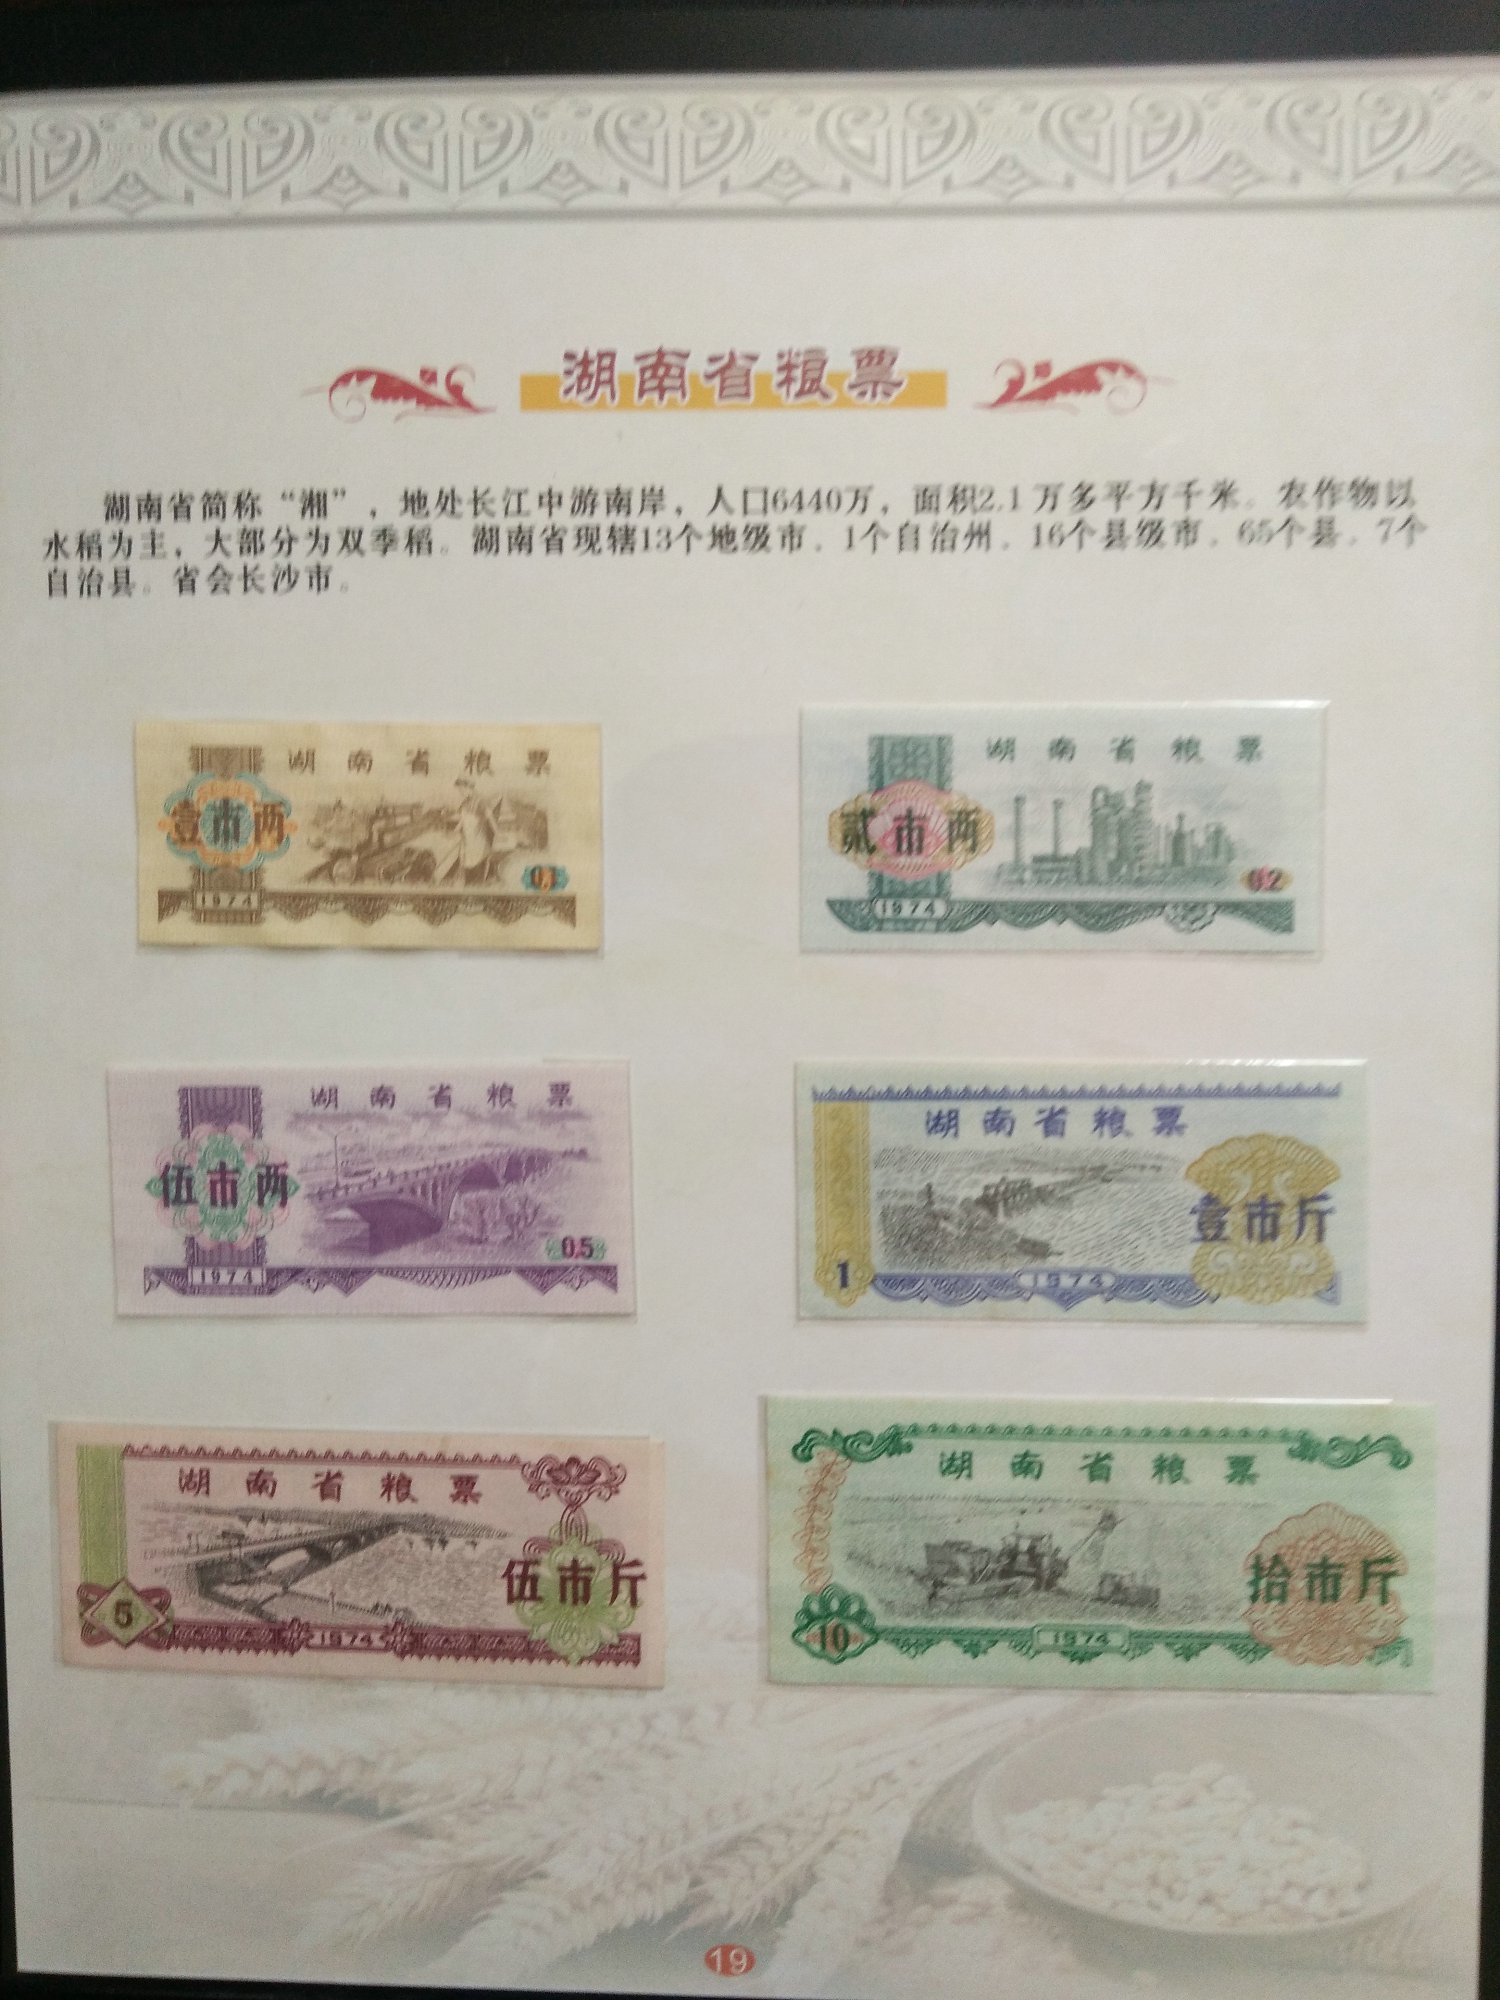 湖南省粮票
湖南省简称“湘”，地处长江中游南岸，人口6440万，面积2.1万多平方千米。农作物以
水稻为主，大部分为双季稻。湖南省现辖13个地级市、1个自治州、16个县级市、65个县、7个
自治县。省会长沙市。
湖南省粮票
壹市两
0.1
1974
湖南省粮票
贰市两
0.2
1974
湖南省粮票
伍市两
0.5
1974
湖南省粮票
壹市斤
1
1974
湖南省粮票
伍市斤
5
1974
湖南省粮票
拾市斤
10
1974
19